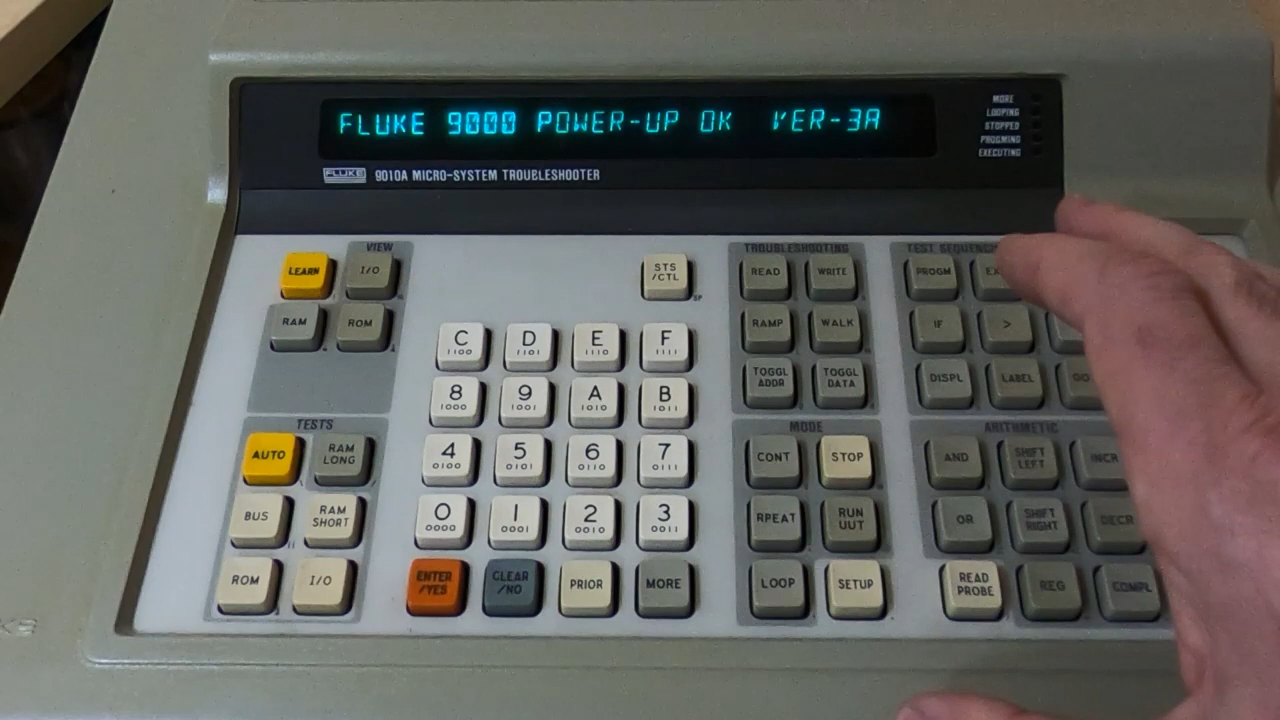 FLUKE 9000 POWER-UP OK VER-3A
MORE
LOOPING
STOPPED
PROGMING
EXECUTING
FLUKE 9010A MICRO-SYSTEM TROUBLESHOOTER
VIEW
LEARN I/O
RAM ROM
TESTS
AUTO RAM LONG
BUS RAM SHORT
ROM I/O
STS /CTL
C 1100 D 1101 E 1110 F 1111
8 1000 9 1001 A 1010 B 1011
4 0100 5 0101 6 0110 7 0111
0 0000 1 0001 2 0010 3 0011
ENTER /YES CLEAR /NO PRIOR MORE
TROUBLESHOOTING
READ WRITE
RAMP WALK
TOGGL ADDR TOGGL DATA
MODE
CONT STOP
RPEAT RUN UUT
LOOP SETUP
TEST
PROGM
IF >
DISPL LABEL
ARITHMETIC
AND SHIFT LEFT INCR
OR SHIFT RIGHT DECR
READ PROBE REG COMPL